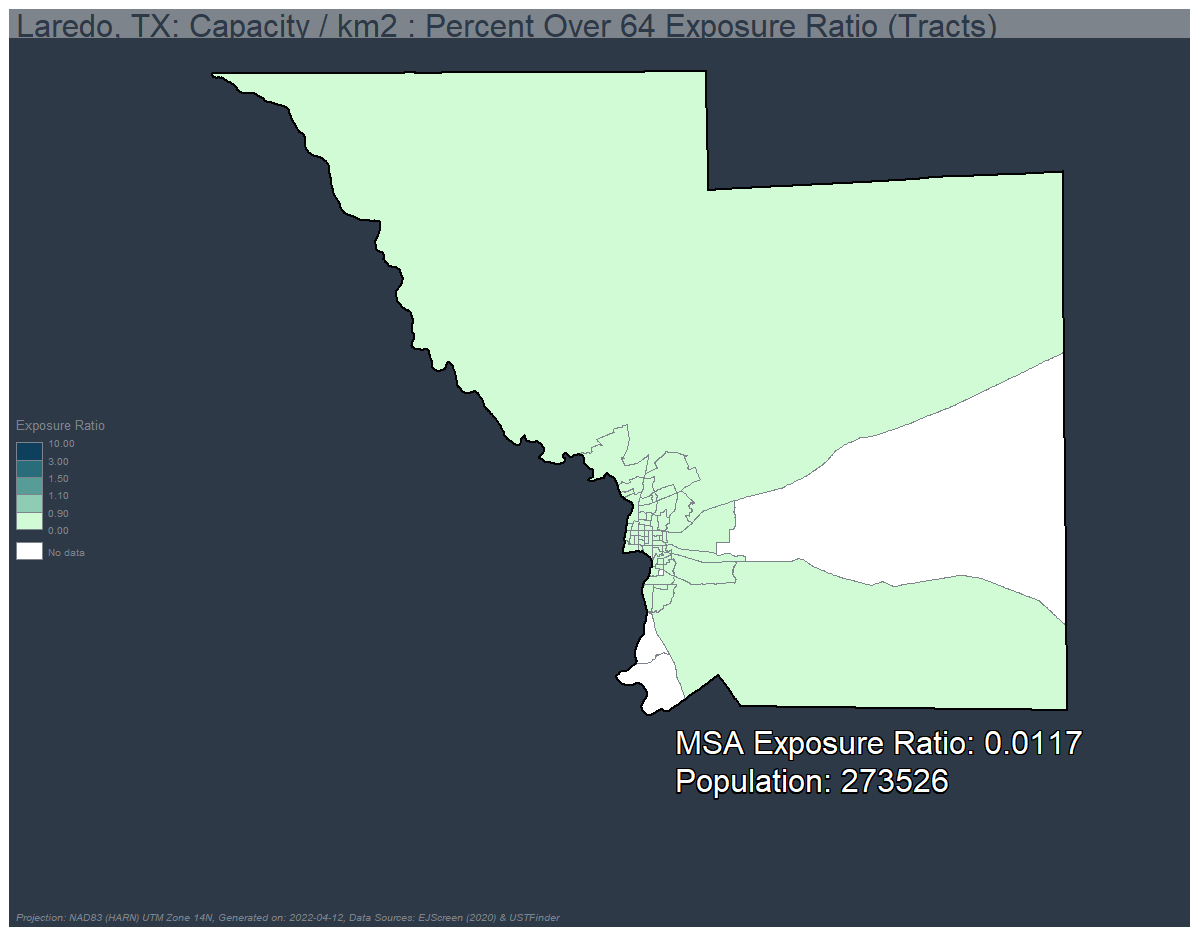 Laredo, TX: Capacity / km2 : Percent Over 64 Exposure Ratio (Tracts)
Exposure Ratio
10.00
3.00
1.50
1.10
0.90
0.00
No data
MSA Exposure Ratio: 0.0117
Population: 273526
Projection: NAD83 (HARN) UTM Zone 14N, Generated on: 2022-04-12, Data Sources: EJScreen (2020) & USTFinder